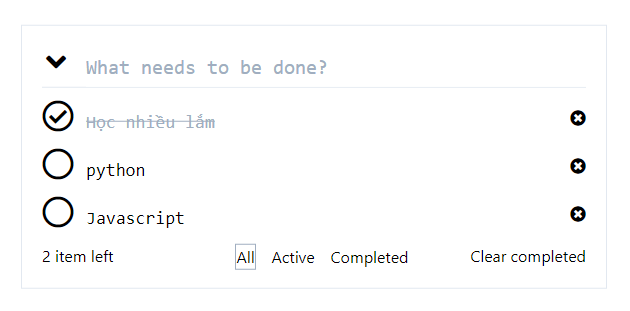 What needs to be done?
Học nhiều lắm
python
Javascript
2 item left All Active Completed Clear completed